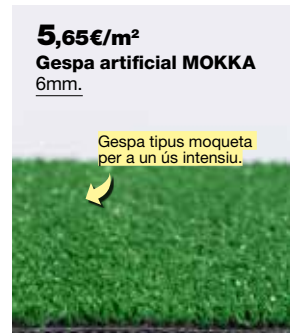 5,65€/m²
Gespa artificial MOKKA
6mm.
Gespa tipus moqueta
per a un ús intensiu.